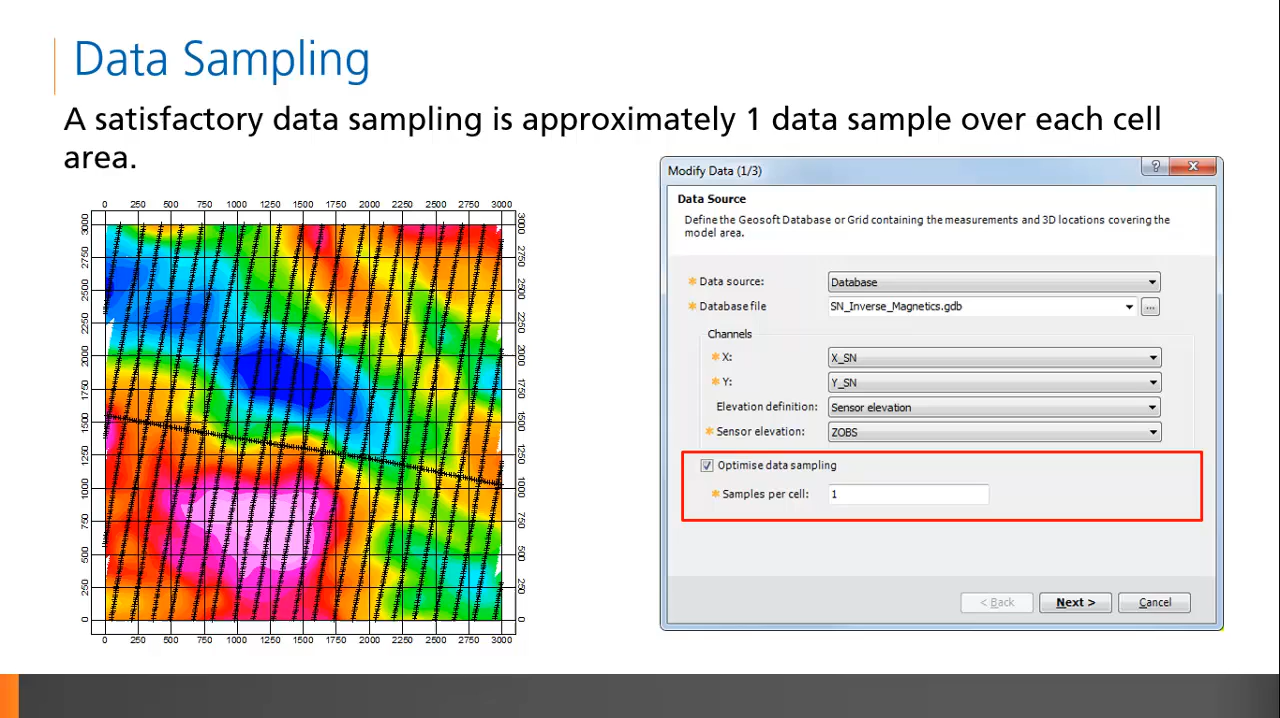 Data Sampling
A satisfactory data sampling is approximately 1 data sample over each cell
area.
0 250 500 750 1000 1250 1500 1750 2000 2250 2500 2750 3000
3000 2750 2500 2250 2000 1750 1500 1250 1000 750 500 250 0
3000 2750 2500 2250 2000 1750 1500 1250 1000 750 500 250 0
0 250 500 750 1000 1250 1500 1750 2000 2250 2500 2750 3000
Modify Data (1/3)
?
Data Source
Define the Geosoft Database or Grid containing the measurements and 3D locations covering the
model area.
Data source: Database
Database file SN_Inverse_Magnetics.gdb ...
Channels
X: X_SN
Y: Y_SN
Elevation definition: Sensor elevation
Sensor elevation: ZOBS
Optimise data sampling
Samples per cell: 1
< Back Next > Cancel